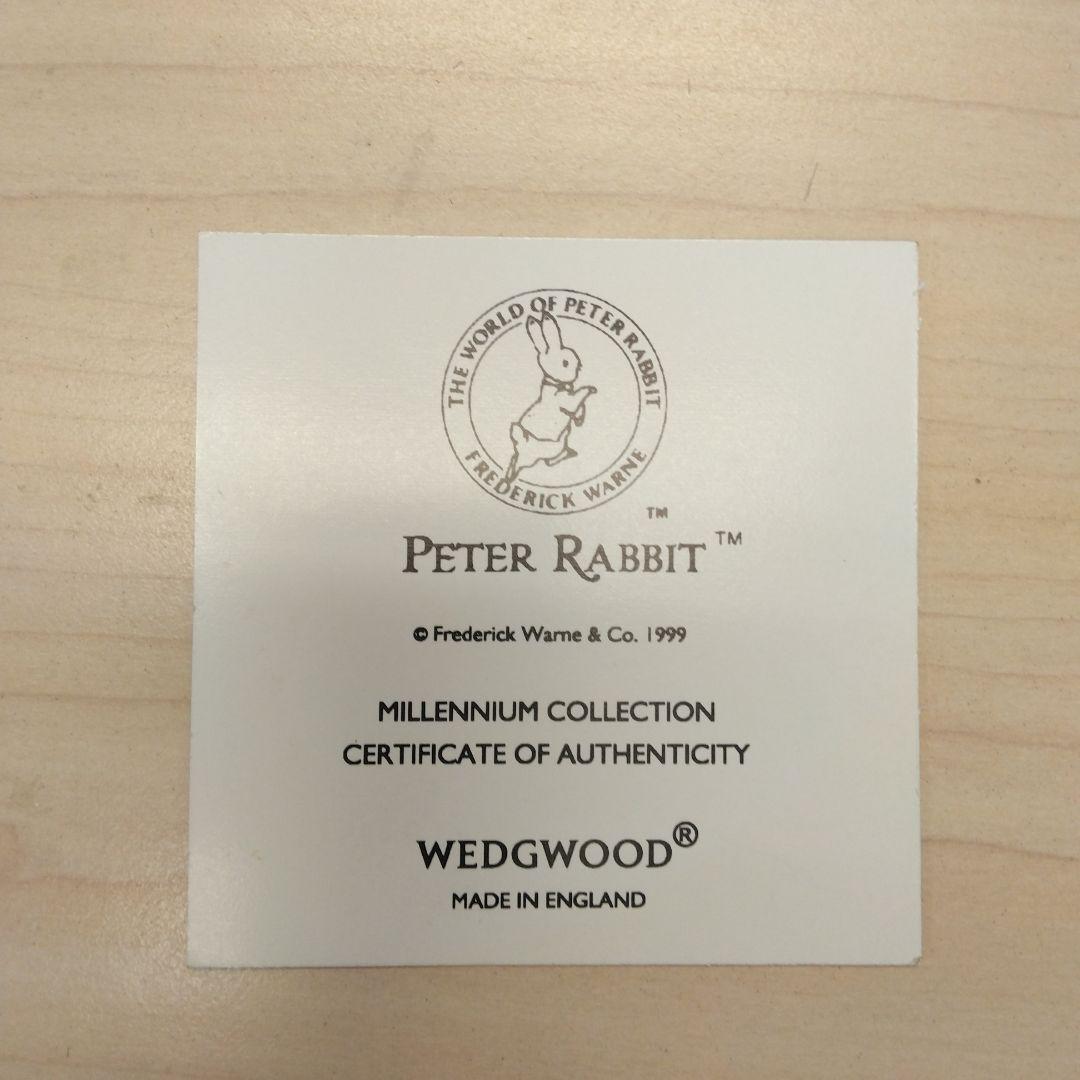 THE WORLD OF PETER RABBIT
FREDERICK WARNE
™
PETER RABBIT™
© Frederick Warne & Co. 1999
MILLENNIUM COLLECTION
CERTIFICATE OF AUTHENTICITY
WEDGWOOD®
MADE IN ENGLAND